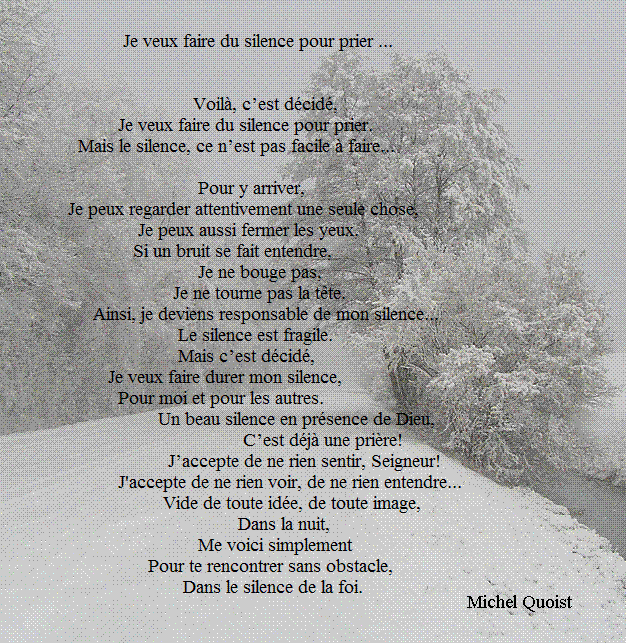 Je veux faire du silence pour prier ...
Voilà, c’est décidé,
Je veux faire du silence pour prier.
Mais le silence, ce n’est pas facile à faire...
Pour y arriver,
Je peux regarder attentivement une seule chose,
Je peux aussi fermer les yeux.
Si un bruit se fait entendre,
Je ne bouge pas,
Je ne tourne pas la tête.
Ainsi, je deviens responsable de mon silence...
Le silence est fragile.
Mais c’est décidé,
Je veux faire durer mon silence,
Pour moi et pour les autres.
Un beau silence en présence de Dieu,
C’est déjà une prière!
J’accepte de ne rien sentir, Seigneur!
J'accepte de ne rien voir, de ne rien entendre...
Vide de toute idée, de toute image,
Dans la nuit,
Me voici simplement
Pour te rencontrer sans obstacle,
Dans le silence de la foi.
Michel Quoist